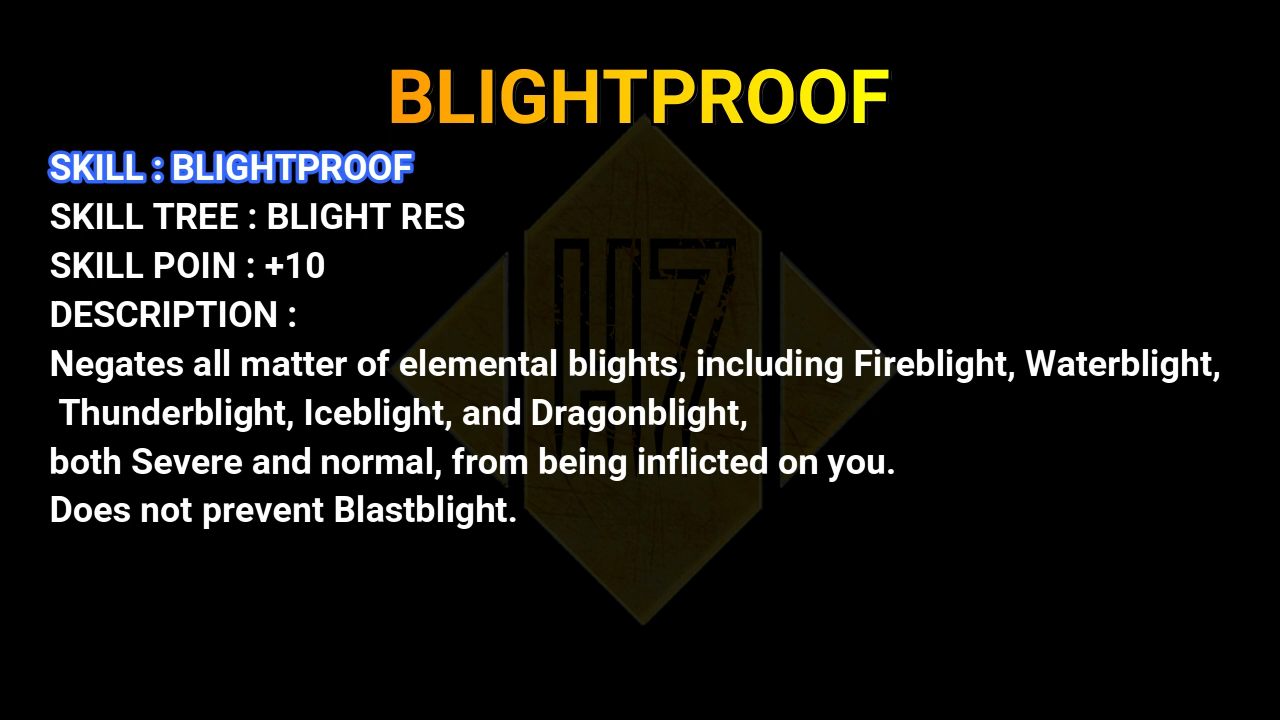 BLIGHTPROOF
SKILL : BLIGHTPROOF
SKILL TREE : BLIGHT RES
SKILL POIN : +10
DESCRIPTION :
Negates all matter of elemental blights, including Fireblight, Waterblight,
Thunderblight, Iceblight, and Dragonblight,
both Severe and normal, from being inflicted on you.
Does not prevent Blastblight.
H7